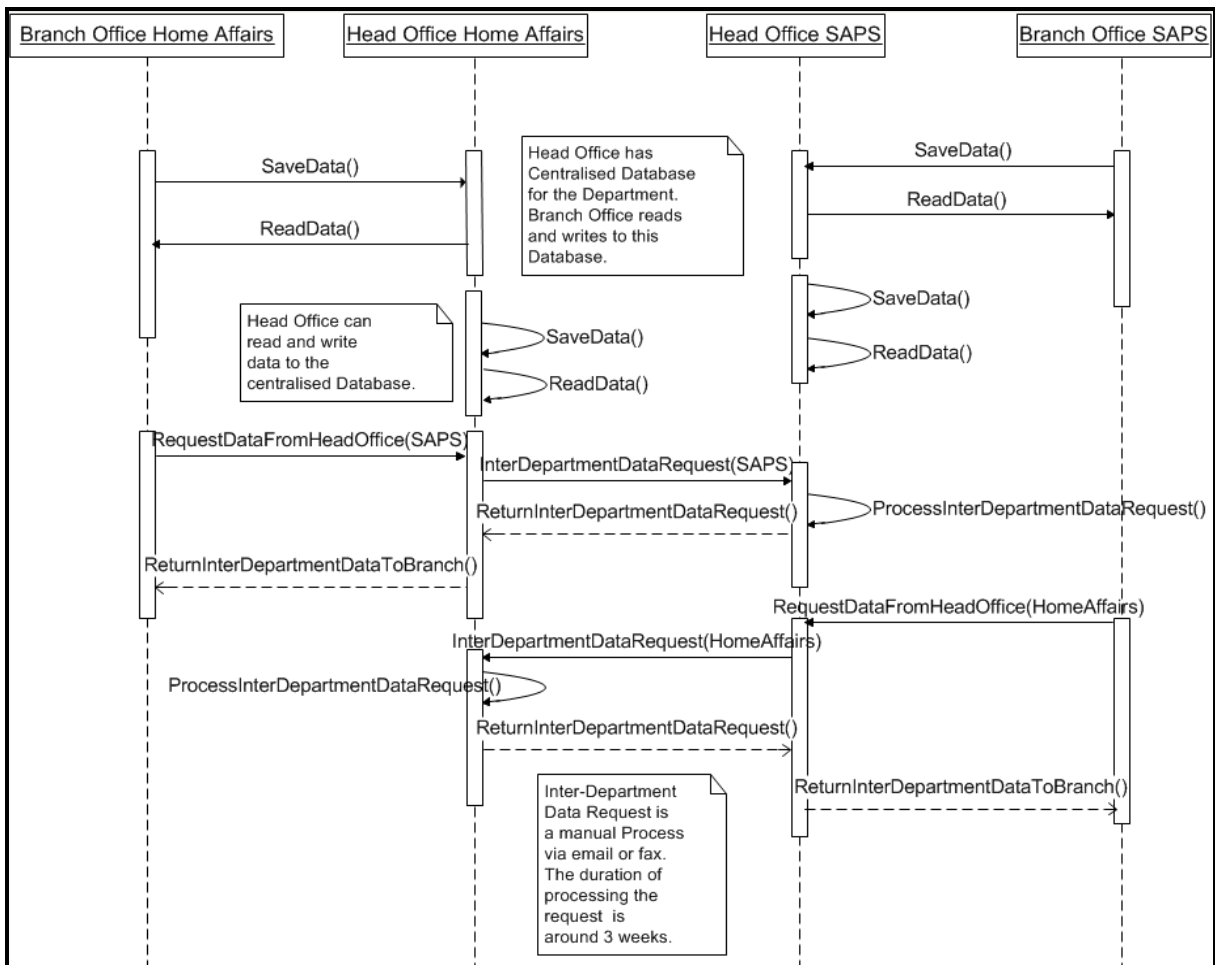 Branch Office Home Affairs
Head Office Home Affairs
Head Office SAPS
Branch Office SAPS
SaveData()
ReadData()
Head Office has
Centralised Database
for the Department.
Branch Office reads
and writes to this
Database.
SaveData()
ReadData()
Head Office can
read and write
data to the
centralised Database.
SaveData()
ReadData()
SaveData()
ReadData()
RequestDataFromHeadOffice(SAPS)
InterDepartmentDataRequest(SAPS)
ProcessInterDepartmentDataRequest()
ReturnInterDepartmentDataRequest()
ReturnInterDepartmentDataToBranch()
RequestDataFromHeadOffice(HomeAffairs)
InterDepartmentDataRequest(HomeAffairs)
ProcessInterDepartmentDataRequest()
ReturnInterDepartmentDataRequest()
ReturnInterDepartmentDataToBranch()
Inter-Department
Data Request is
a manual Process
via email or fax.
The duration of
processing the
request is
around 3 weeks.